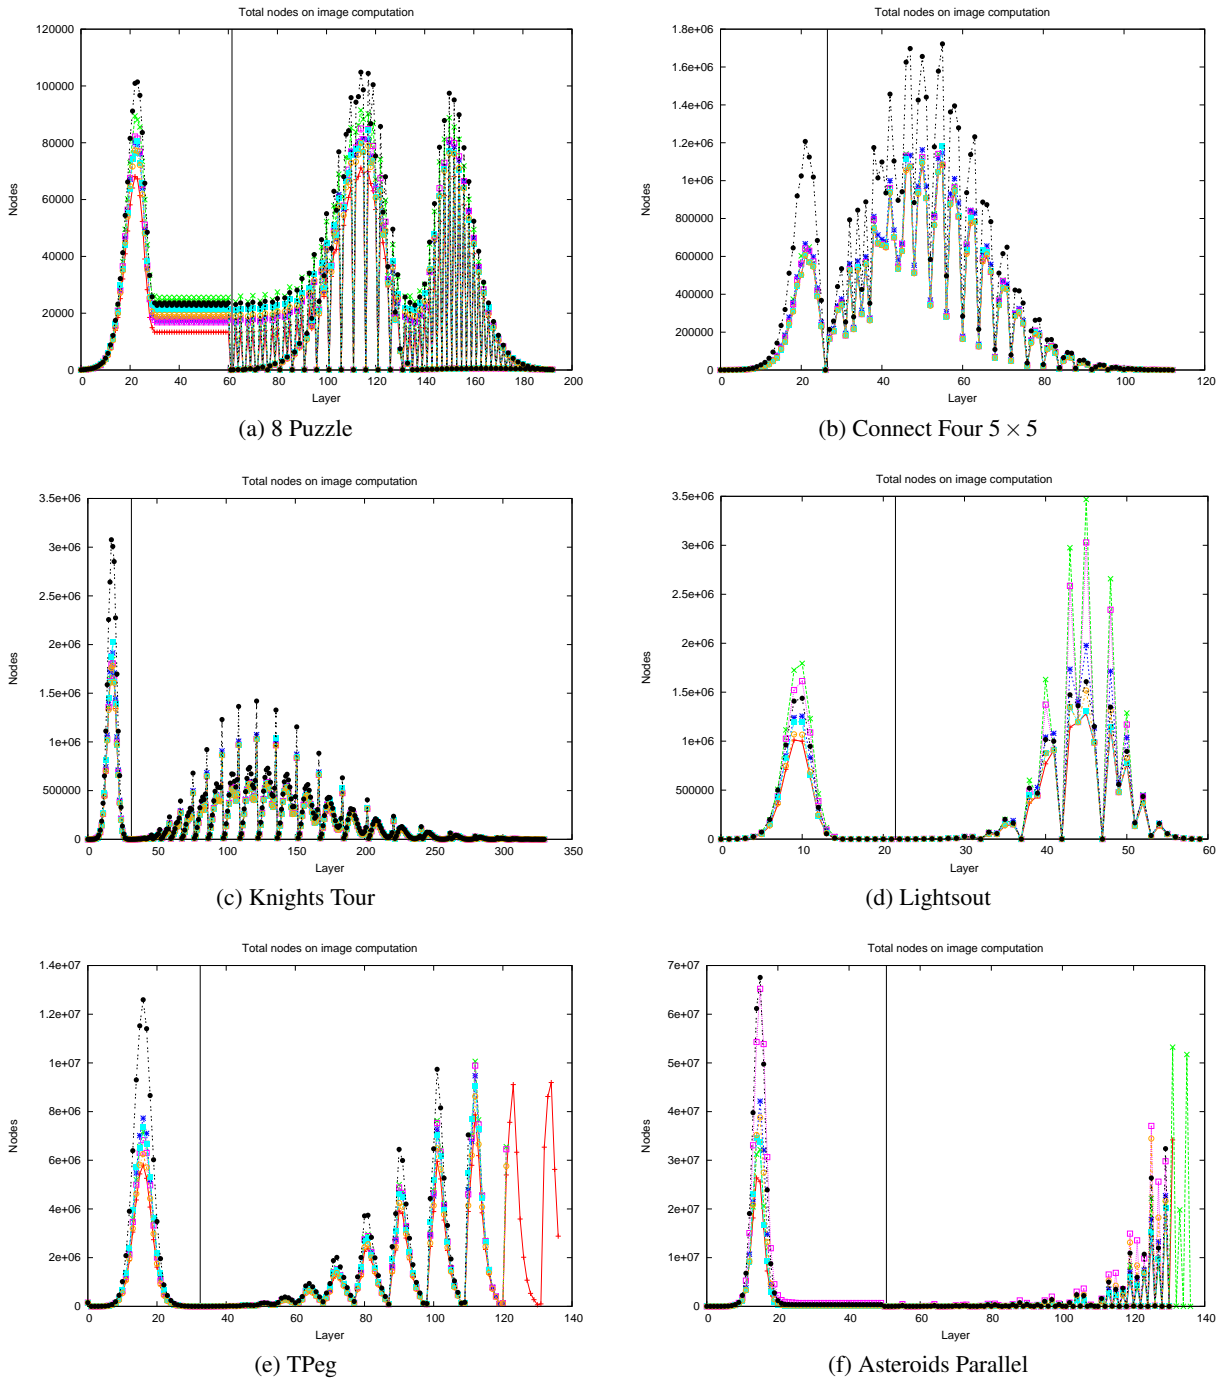 Total nodes on image computation
120000
100000
80000
60000
40000
20000
0
Nodes
0 20 40 60 80 100 120 140 160 180 200
Layer
(a) 8 Puzzle
Total nodes on image computation
1.8e+06
1.6e+06
1.4e+06
1.2e+06
1e+06
800000
600000
400000
200000
0
Nodes
0 20 40 60 80 100 120
Layer
(b) Connect Four 5 × 5
Total nodes on image computation
3.5e+06
3e+06
2.5e+06
2e+06
1.5e+06
1e+06
500000
0
Nodes
0 50 100 150 200 250 300 350
Layer
(c) Knights Tour
Total nodes on image computation
3.5e+06
3e+06
2.5e+06
2e+06
1.5e+06
1e+06
500000
0
Nodes
0 10 20 30 40 50 60
Layer
(d) Lightsout
Total nodes on image computation
1.4e+07
1.2e+07
1e+07
8e+06
6e+06
4e+06
2e+06
0
Nodes
0 20 40 60 80 100 120 140
Layer
(e) TPeg
Total nodes on image computation
7e+07
6e+07
5e+07
4e+07
3e+07
2e+07
1e+07
0
Nodes
0 20 40 60 80 100 120 140
Layer
(f) Asteroids Parallel